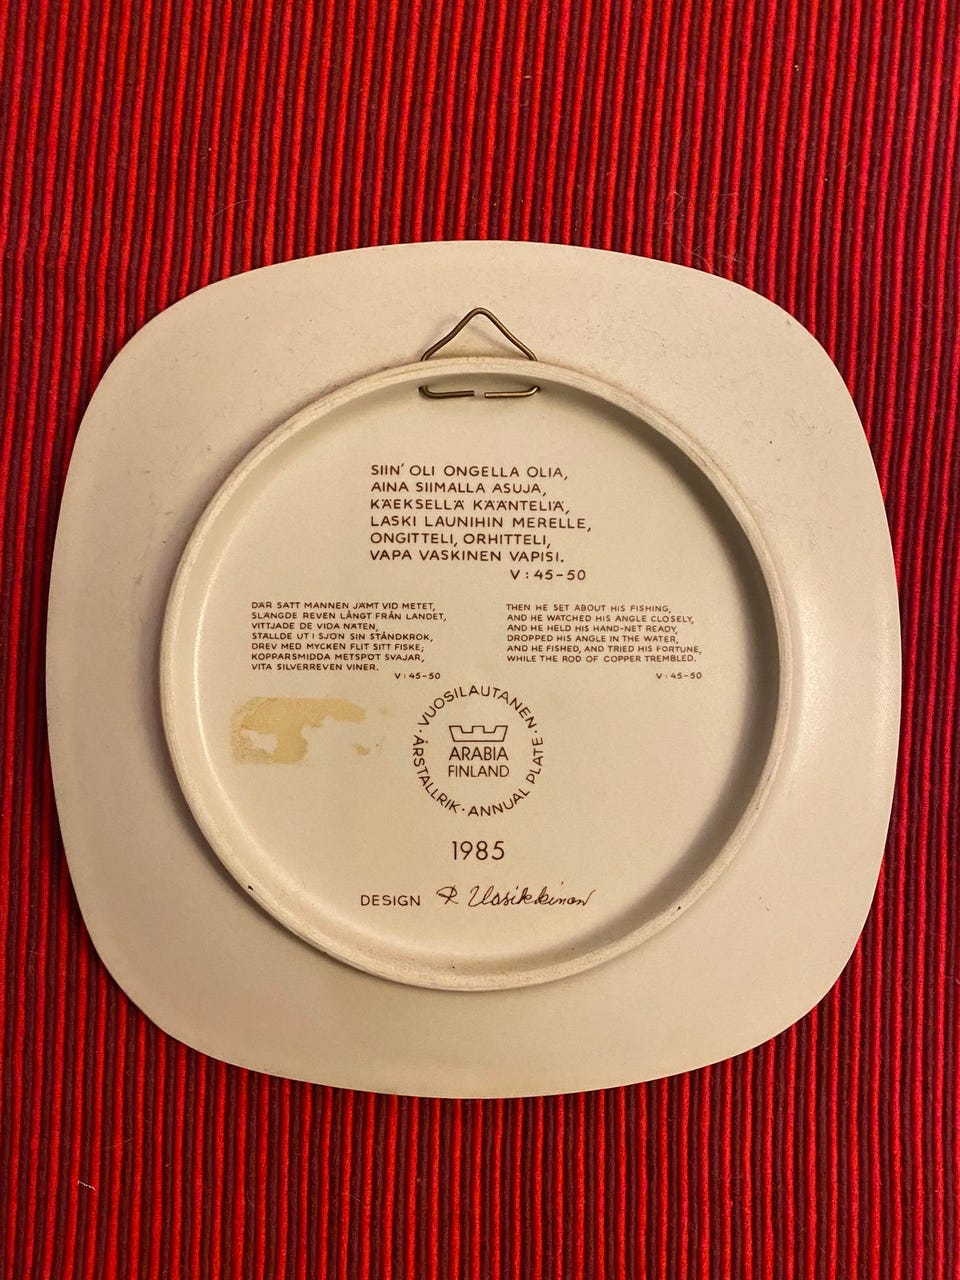 SIIN' OLI ONGELLA OLIA,
AINA SIIMALLA ASUJA,
KÄEKSELLÄ KÄÄNTELIÄ,
LASKI LAUNIHIN MERELLE,
ONGITTELI, ORHITTELI,
VAPA VASKINEN VAPISI.
V : 45-50
DÄR SATT MANNEN JÄMT VID METET,
SLÄNGDE REVEN LÅNGT FRÅN LANDET,
VITTJADE DE VIDA NÄTEN,
STÄLLDE UT I SJÖN SIN STÅNDKROK,
DREV MED MYCKEN FLIT SITT FISKE;
KOPPARSMIDDA METSPÖT SVAJAR,
VITA SILVERREVEN VINER.
V : 45-50
THEN HE SET ABOUT HIS FISHING,
AND HE WATCHED HIS ANGLE CLOSELY,
AND HE HELD HIS HAND-NET READY,
DROPPED HIS ANGLE IN THE WATER,
AND HE FISHED, AND TRIED HIS FORTUNE,
WHILE THE ROD OF COPPER TREMBLED.
V : 45-50
· VUOSILAUTANEN ·
ARABIA
FINLAND
ÅRSTALLRIK · ANNUAL PLATE ·
1985
DESIGN R Uosikkinen